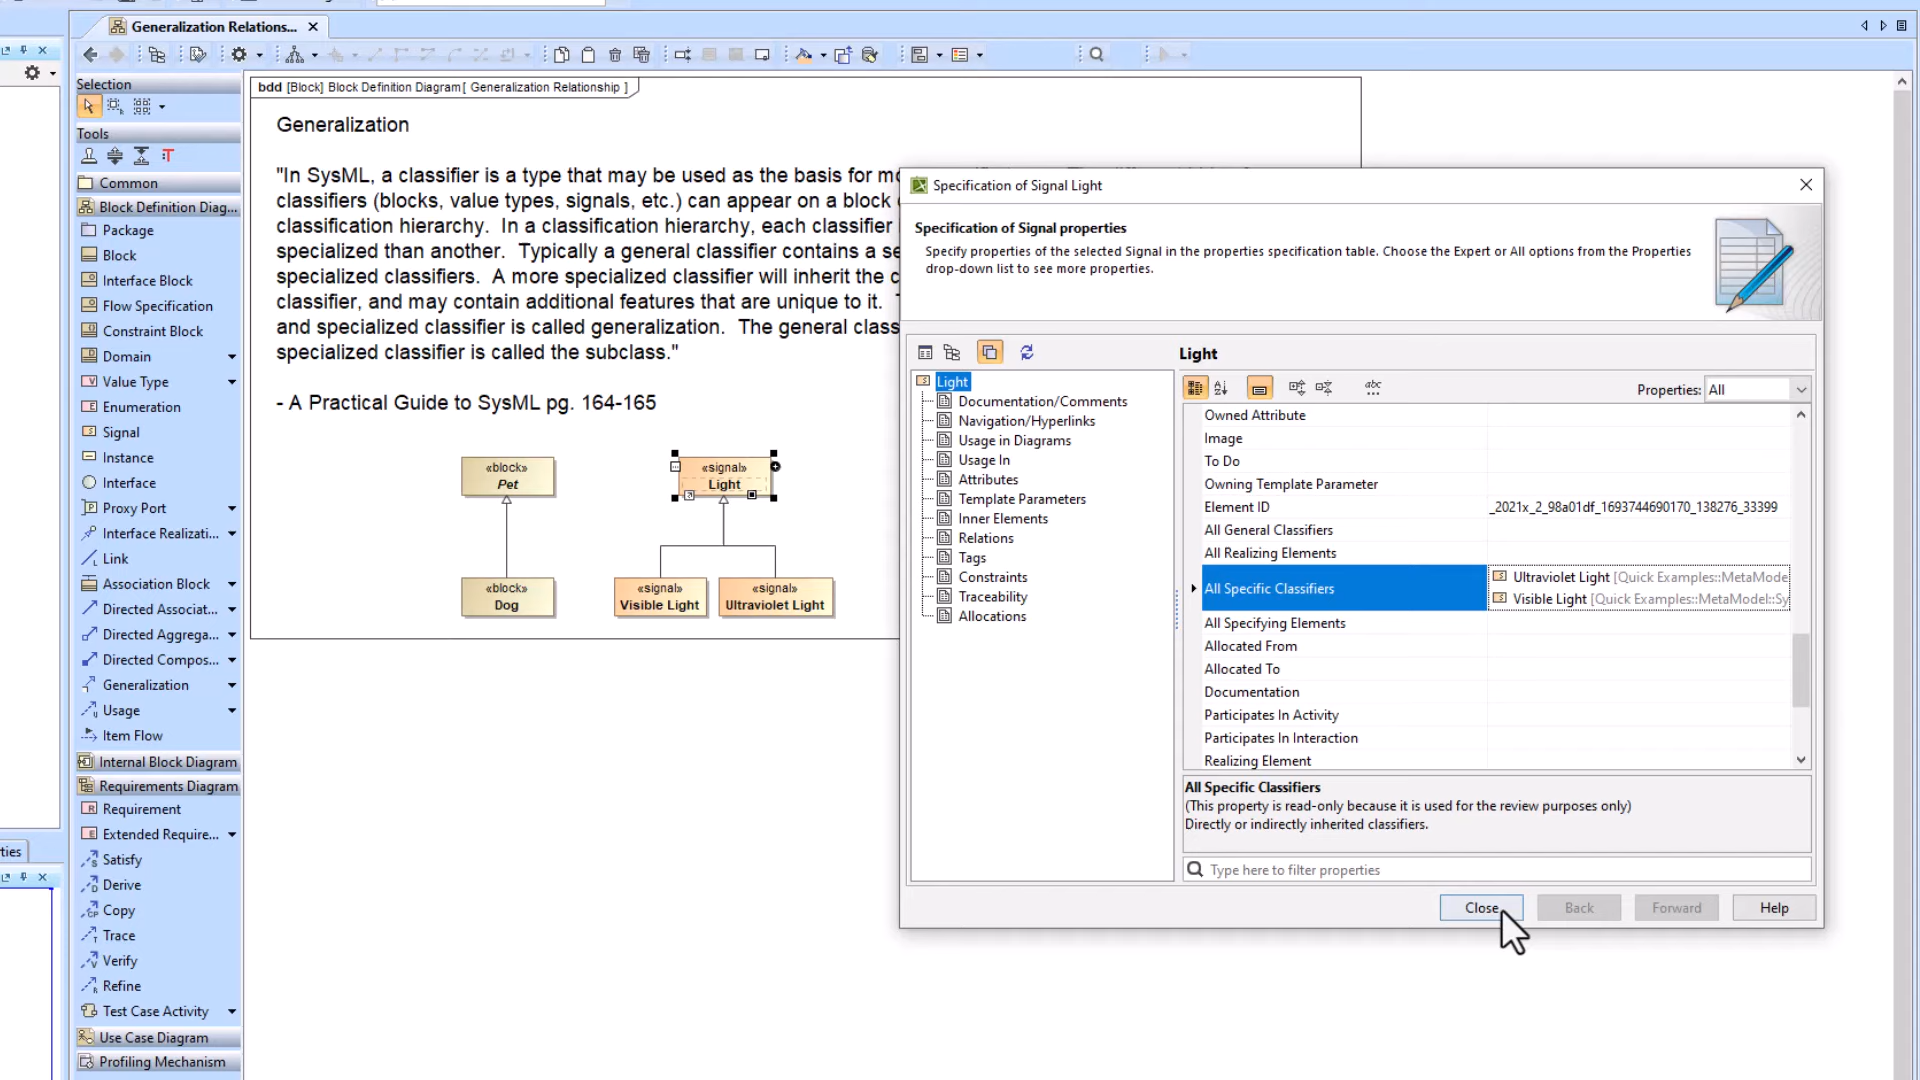 Generalization Relations...
Selection
Tools
Common
Block Definition Diag...
Package
Block
Interface Block
Flow Specification
Constraint Block
Domain
Value Type
Enumeration
Signal
Instance
Interface
Proxy Port
Interface Realizati...
Link
Association Block
Directed Associat...
Directed Aggrega...
Directed Compos...
Generalization
Usage
Item Flow
Internal Block Diagram
Requirements Diagram
Requirement
Extended Require...
Satisfy
Derive
Copy
Trace
Verify
Refine
Test Case Activity
Use Case Diagram
Profiling Mechanism
ties
bdd [Block] Block Definition Diagram[ Generalization Relationship ]
Generalization
"In SysML, a classifier is a type that may be used as the basis for mo
classifiers (blocks, value types, signals, etc.) can appear on a block
classification hierarchy. In a classification hierarchy, each classifier
specialized than another. Typically a general classifier contains a se
specialized classifiers. A more specialized classifier will inherit the c
classifier, and may contain additional features that are unique to it.
and specialized classifier is called generalization. The general class
specialized classifier is called the subclass."
- A Practical Guide to SysML pg. 164-165
«block»
Pet
«signal»
Light
«block»
Dog
«signal»
Visible Light
«signal»
Ultraviolet Light
Specification of Signal Light
Specification of Signal properties
Specify properties of the selected Signal in the properties specification table. Choose the Expert or All options from the Properties
drop-down list to see more properties.
Light
Documentation/Comments
Navigation/Hyperlinks
Usage in Diagrams
Usage In
Attributes
Template Parameters
Inner Elements
Relations
Tags
Constraints
Traceability
Allocations
Light
Properties: All
Owned Attribute
Image
To Do
Owning Template Parameter
Element ID _2021x_2_98a01df_1693744690170_138276_33399
All General Classifiers
All Realizing Elements
All Specific Classifiers
Ultraviolet Light [Quick Examples::MetaMode
Visible Light [Quick Examples::MetaModel::Sy
All Specifying Elements
Allocated From
Allocated To
Documentation
Participates In Activity
Participates In Interaction
Realizing Element
All Specific Classifiers
(This property is read-only because it is used for the review purposes only)
Directly or indirectly inherited classifiers.
Type here to filter properties
Close
Back
Forward
Help